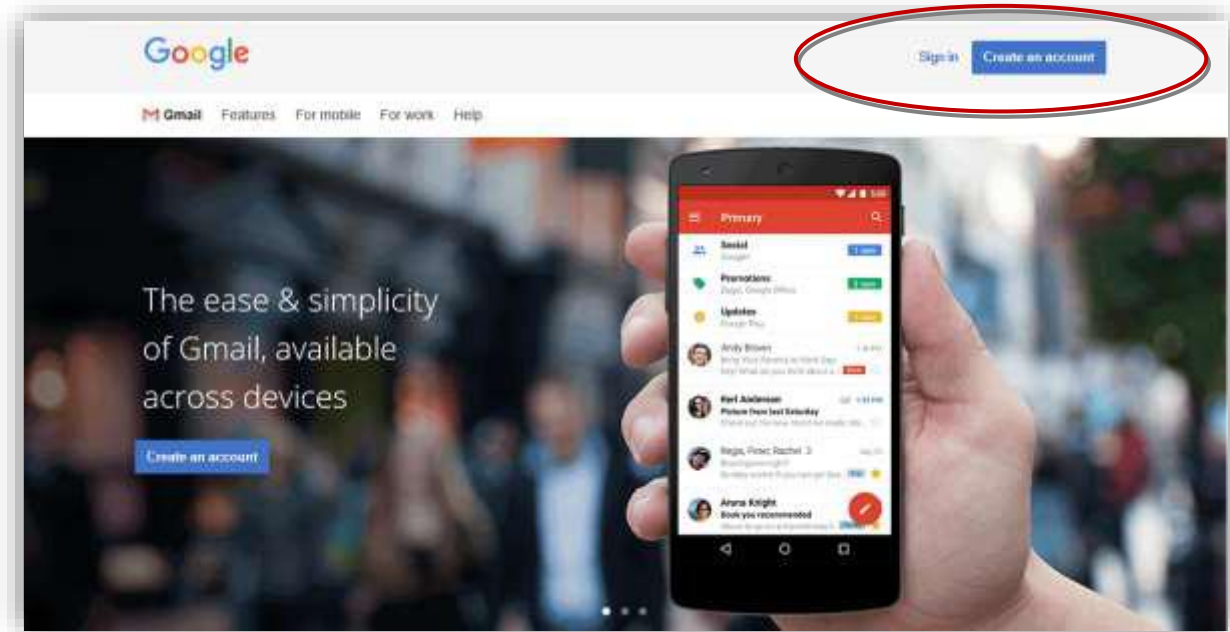 Google
Sign in
Create an account
Gmail Features For mobile For work Help
The ease & simplicity
of Gmail, available
across devices
Create an account
Primary
Social
Google+
Promotions
Updates
Andy Brown
Keri Anderson
Picture from last Saturday
Anna Knight
Book you recommended